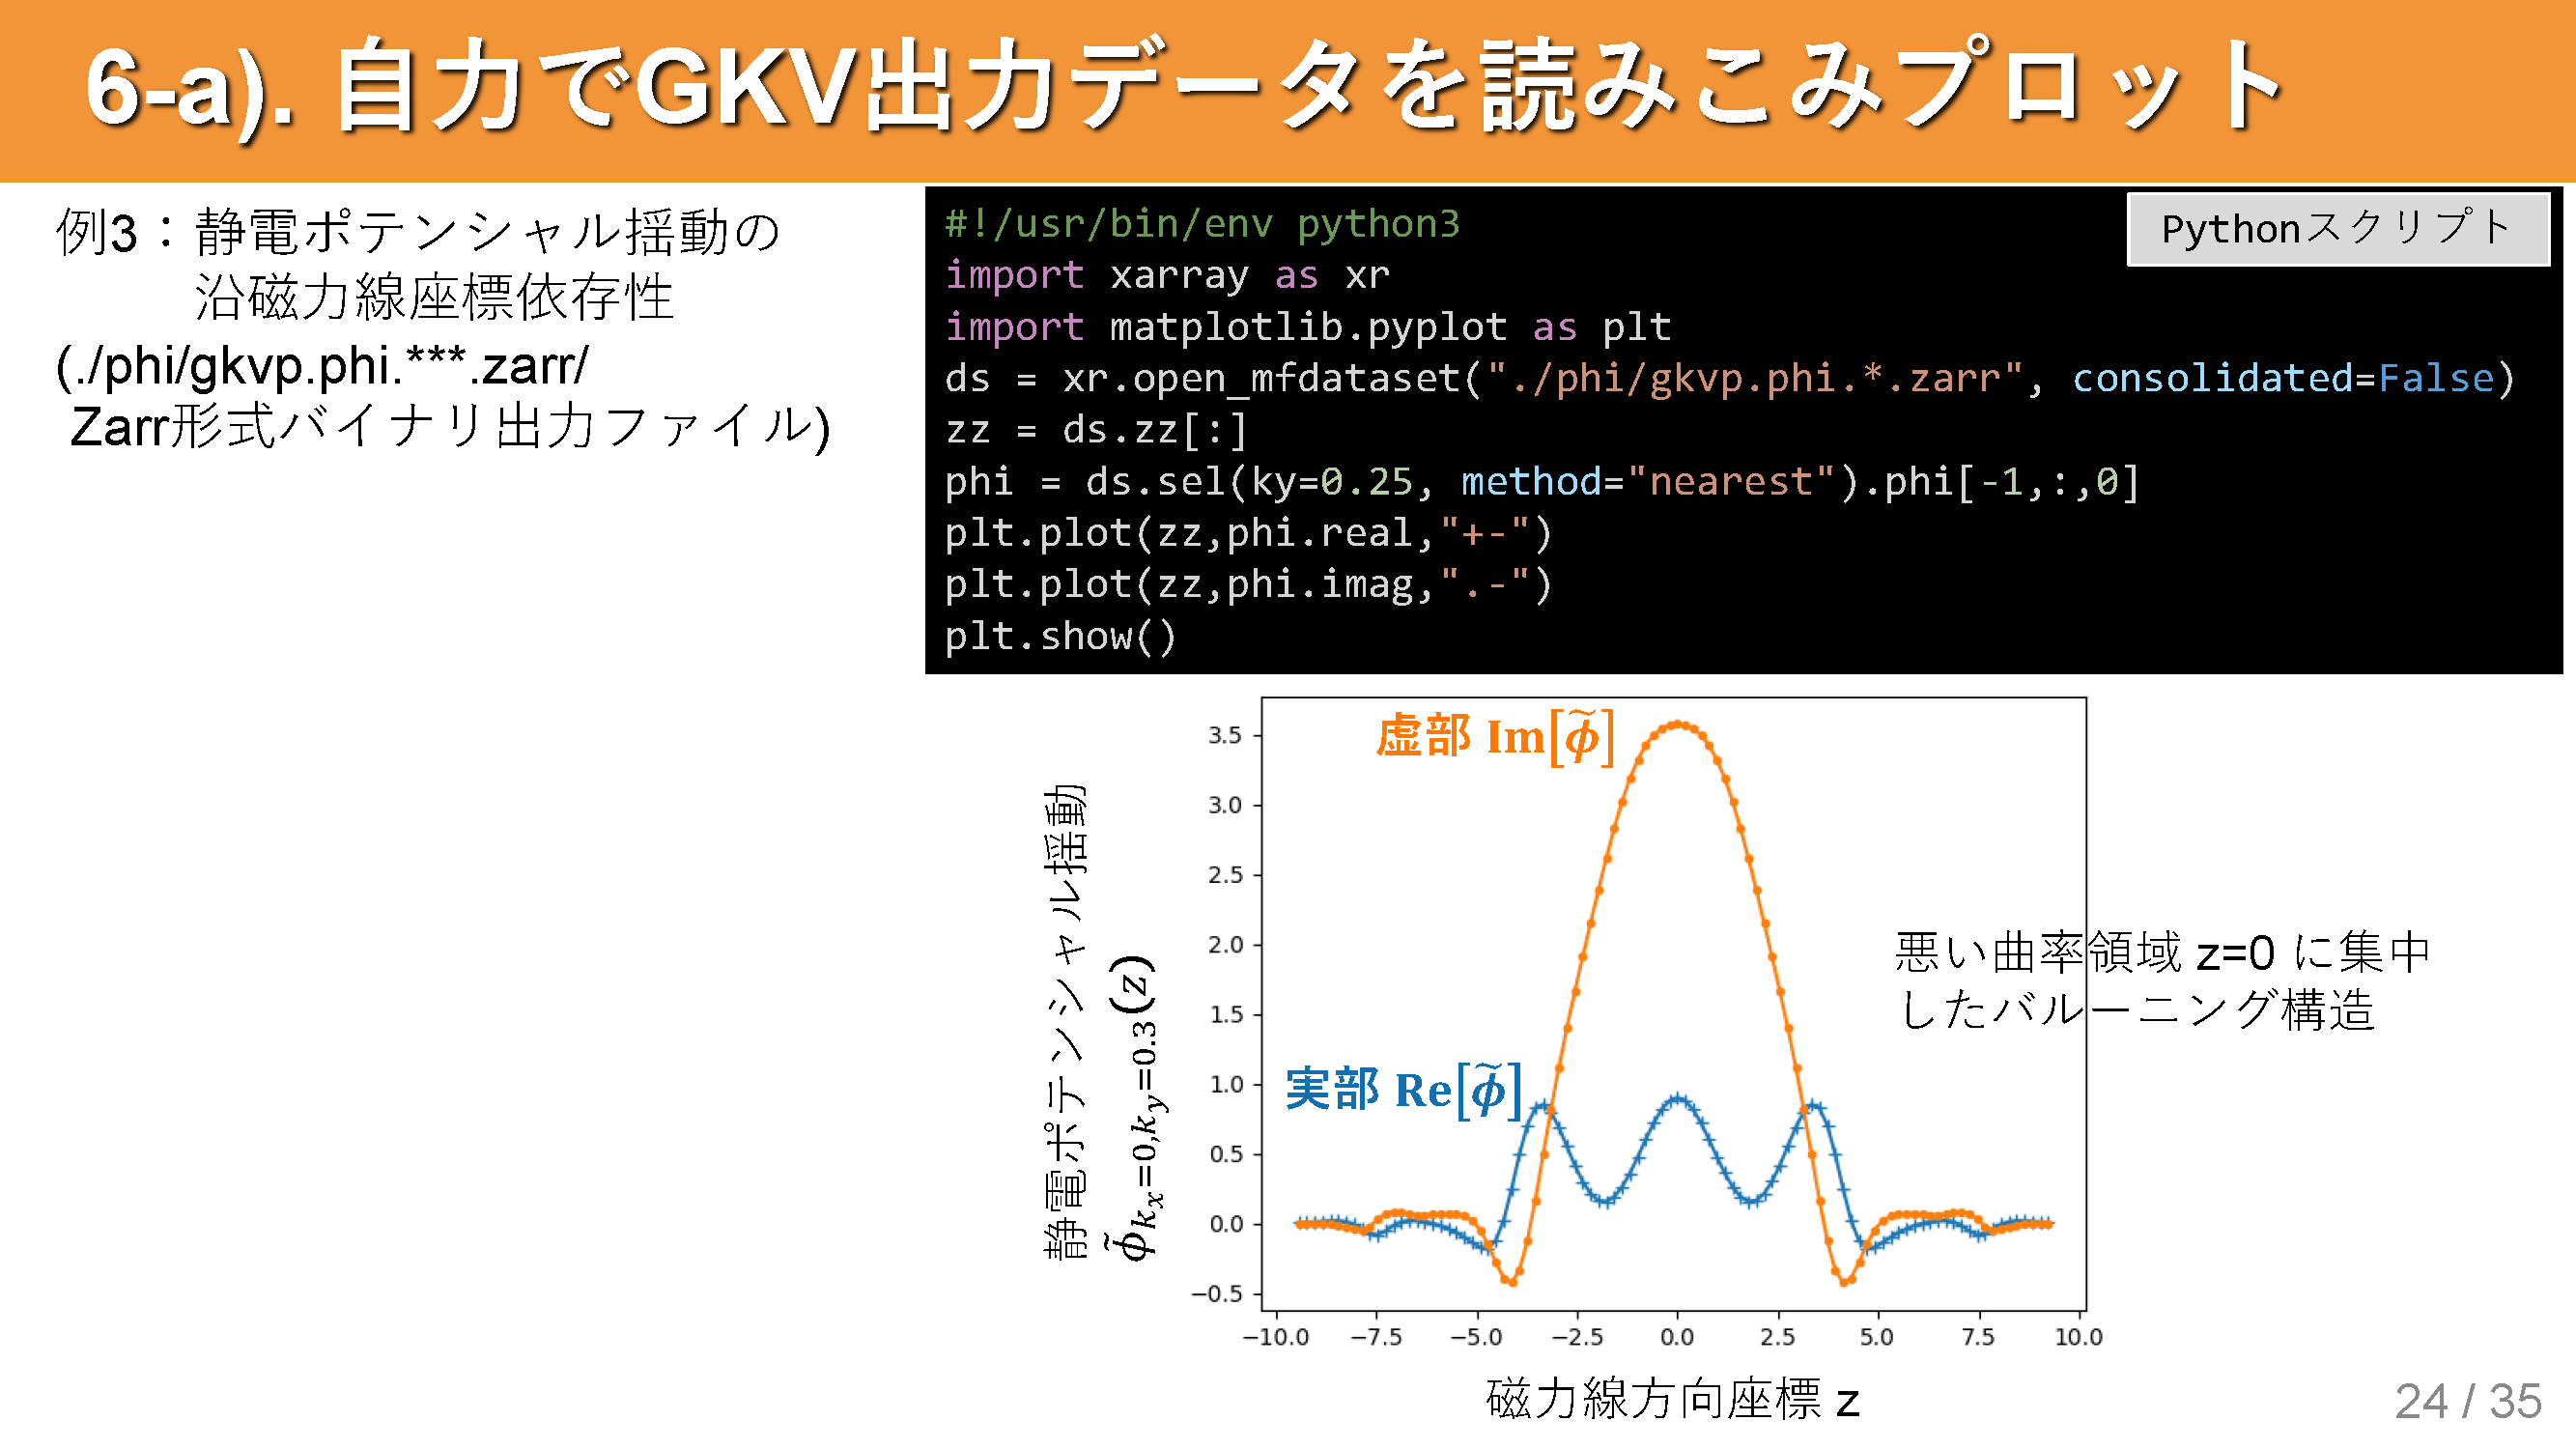 6-a). 自力でGKV出力データを読みこみプロット
例3：静電ポテンシャル揺動の
沿磁力線座標依存性
(./phi/gkvp.phi.***.zarr/
Zarr形式バイナリ出力ファイル)
Pythonスクリプト
#!/usr/bin/env python3
import xarray as xr
import matplotlib.pyplot as plt
ds = xr.open_mfdataset("./phi/gkvp.phi.*.zarr", consolidated=False)
zz = ds.zz[:]
phi = ds.sel(ky=0.25, method="nearest").phi[-1,:,0]
plt.plot(zz,phi.real,"+-")
plt.plot(zz,phi.imag,".-")
plt.show()
静電ポテンシャル揺動
ϕ̃kx=0,ky=0.3(z)
3.5
3.0
2.5
2.0
1.5
1.0
0.5
0.0
−0.5
虚部 Im[ϕ̃]
実部 Re[ϕ̃]
悪い曲率領域 z=0 に集中
したバルーニング構造
−10.0 −7.5 −5.0 −2.5 0.0 2.5 5.0 7.5 10.0
磁力線方向座標 z
24 / 35